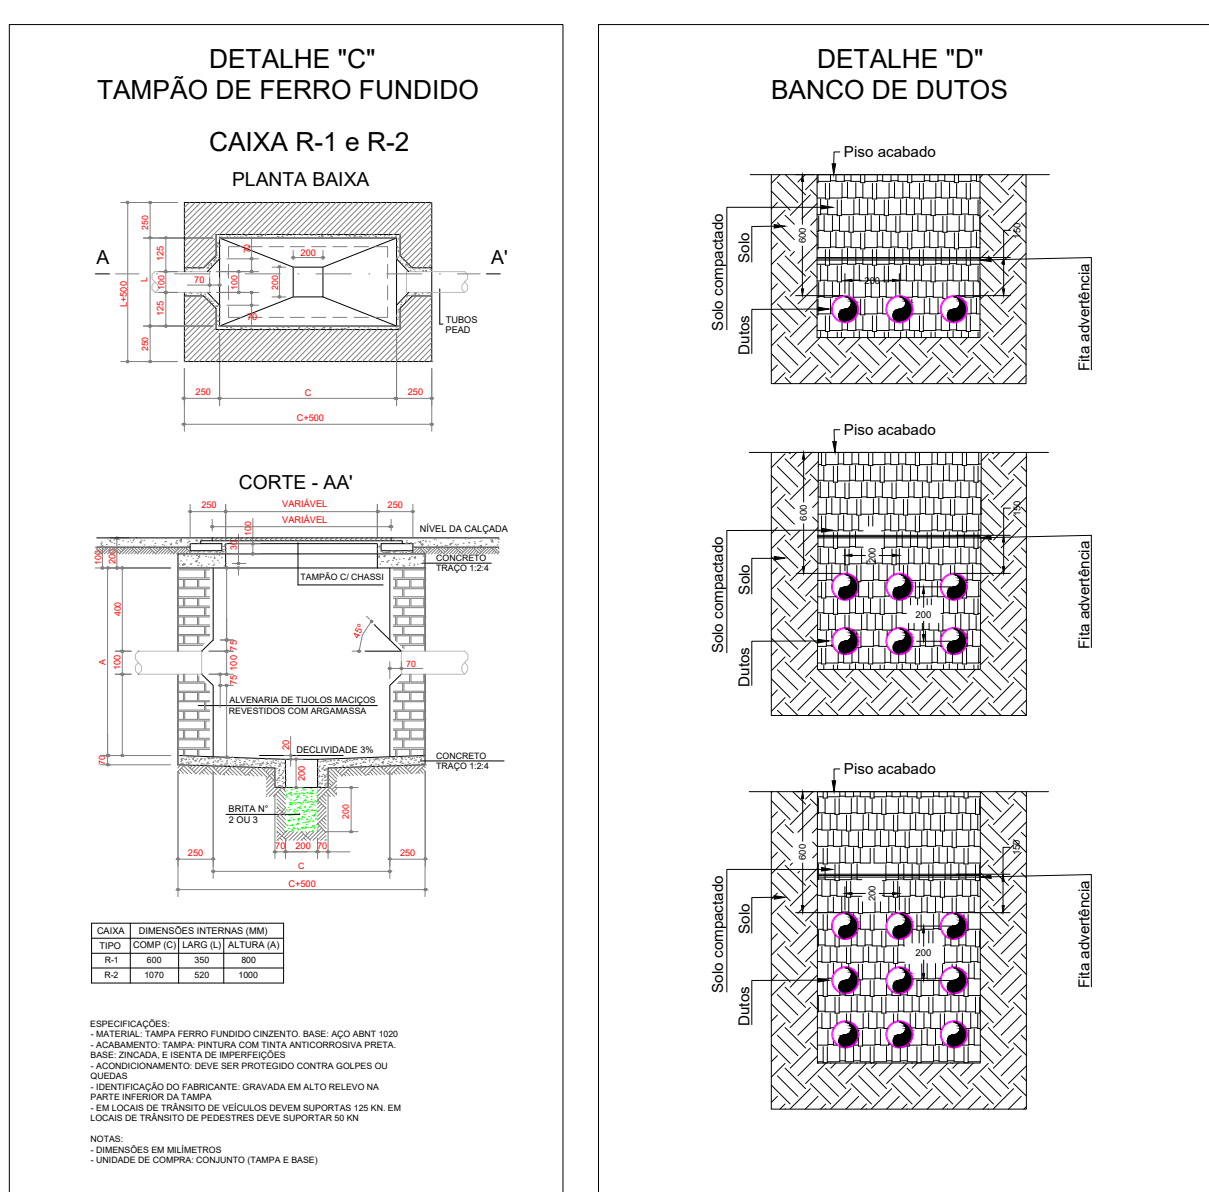 DETALHE "C"
TAMPÃO DE FERRO FUNDIDO
CAIXA R-1 e R-2
PLANTA BAIXA
250
125
70
200
A
A'
L+500
L
100
70
100
200
125
70
TUBOS
PEAD
250
250
C
250
C+500
CORTE - AA'
250
VARIÁVEL
250
VARIÁVEL
100
NÍVEL DA CALÇADA
100
200
30
CONCRETO
TRAÇO 1:2:4
TAMPÃO C/ CHASSI
400
45°
75
A
100
100
70
75
ALVENARIA DE TIJOLOS MACIÇOS
REVESTIDOS COM ARGAMASSA
20
DECLIVIDADE 3%
CONCRETO
TRAÇO 1:2:4
70
200
BRITA N°
2 OU 3
200
70
200
70
250
250
C
C+500
CAIXA DIMENSÕES INTERNAS (MM)
TIPO COMP (C) LARG (L) ALTURA (A)
R-1 600 350 800
R-2 1070 520 1000
ESPECIFICAÇÕES:
- MATERIAL: TAMPA FERRO FUNDIDO CINZENTO. BASE: AÇO ABNT 1020
- ACABAMENTO: TAMPA: PINTURA COM TINTA ANTICORROSIVA PRETA.
BASE: ZINCADA, E ISENTA DE IMPERFEIÇÕES
- ACONDICIONAMENTO: DEVE SER PROTEGIDO CONTRA GOLPES OU
QUEDAS
- IDENTIFICAÇÃO DO FABRICANTE: GRAVADA EM ALTO RELEVO NA
PARTE INFERIOR DA TAMPA
- EM LOCAIS DE TRÂNSITO DE VEÍCULOS DEVEM SUPORTAS 125 KN. EM
LOCAIS DE TRÂNSITO DE PEDESTRES DEVE SUPORTAR 50 KN
NOTAS:
- DIMENSÕES EM MILÍMETROS
- UNIDADE DE COMPRA: CONJUNTO (TAMPA E BASE)
DETALHE "D"
BANCO DE DUTOS
Piso acabado
Solo compactado
Solo
Dutos
600
150
200
Fita advertência
Piso acabado
Solo compactado
Solo
Dutos
600
150
200
200
Fita advertência
Piso acabado
Solo compactado
Solo
Dutos
600
150
200
200
Fita advertência